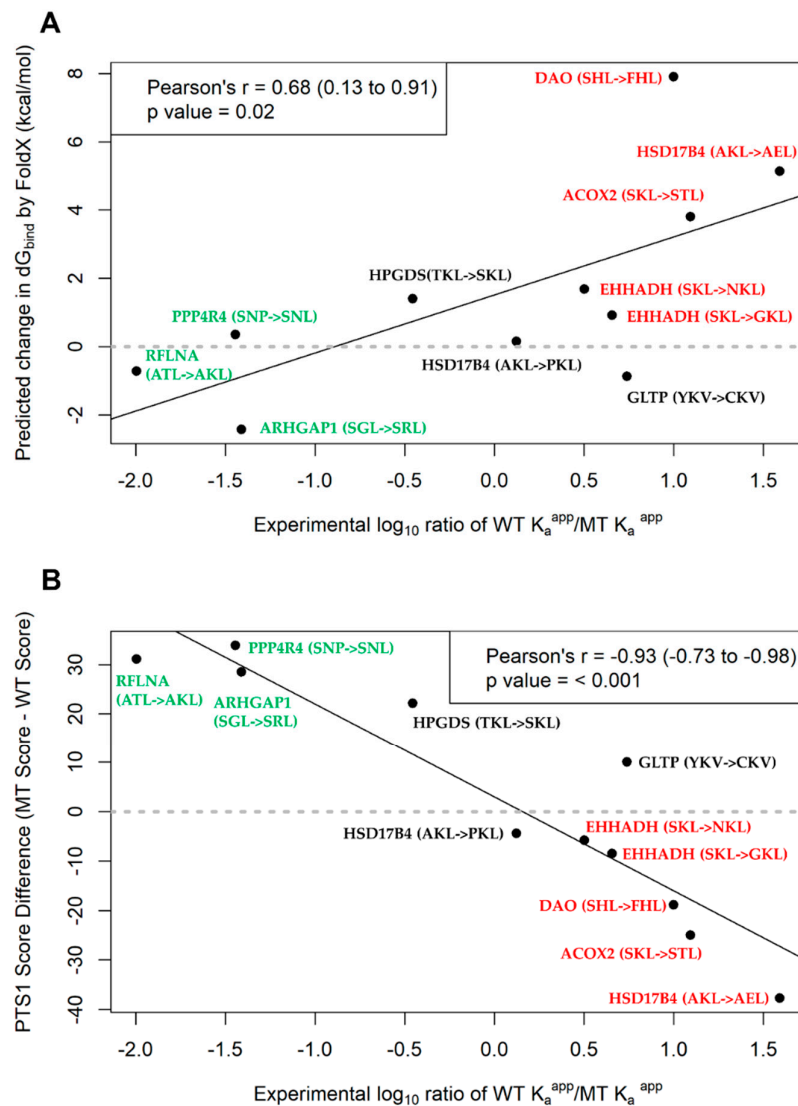 A
Pearson's r = 0.68 (0.13 to 0.91)
p value = 0.02
DAO (SHL->FHL)
HSD17B4 (AKL->AEL)
ACOX2 (SKL->STL)
HPGDS(TKL->SKL)
EHHADH (SKL->NKL)
PPP4R4 (SNP->SNL)
EHHADH (SKL->GKL)
RFLNA
(ATL->AKL)
HSD17B4 (AKL->PKL)
GLTP (YKV->CKV)
ARHGAP1 (SGL->SRL)
Predicted change in dGbind by FoldX (kcal/mol)
8
6
4
2
0
-2
-2.0 -1.5 -1.0 -0.5 0.0 0.5 1.0 1.5
Experimental log10 ratio of WT Ka app/MT Ka app
B
Pearson's r = -0.93 (-0.73 to -0.98)
p value = < 0.001
PPP4R4 (SNP->SNL)
RFLNA
(ATL->AKL)
ARHGAP1
(SGL->SRL)
HPGDS (TKL->SKL)
GLTP (YKV->CKV)
HSD17B4 (AKL->PKL)
EHHADH (SKL->NKL)
EHHADH (SKL->GKL)
DAO (SHL->FHL)
ACOX2 (SKL->STL)
HSD17B4 (AKL->AEL)
PTS1 Score Difference (MT Score - WT Score)
30
20
10
0
-10
-20
-30
-40
-2.0 -1.5 -1.0 -0.5 0.0 0.5 1.0 1.5
Experimental log10 ratio of WT Ka app/MT Ka app